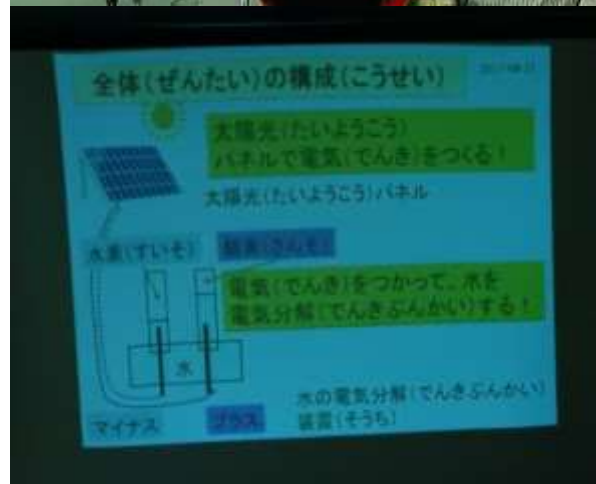 全体(ぜんたい)の構成(こうせい)
太陽光(たいようこう)
パネルで電気(でんき)をつくる！
太陽光(たいようこう)パネル
水素(すいそ)
酸素(さんそ)
電気(でんき)をつかって、水を
電気分解(でんきぶんかい)する！
水
水の電気分解(でんきぶんかい)
装置(そうち)
マイナス
プラス